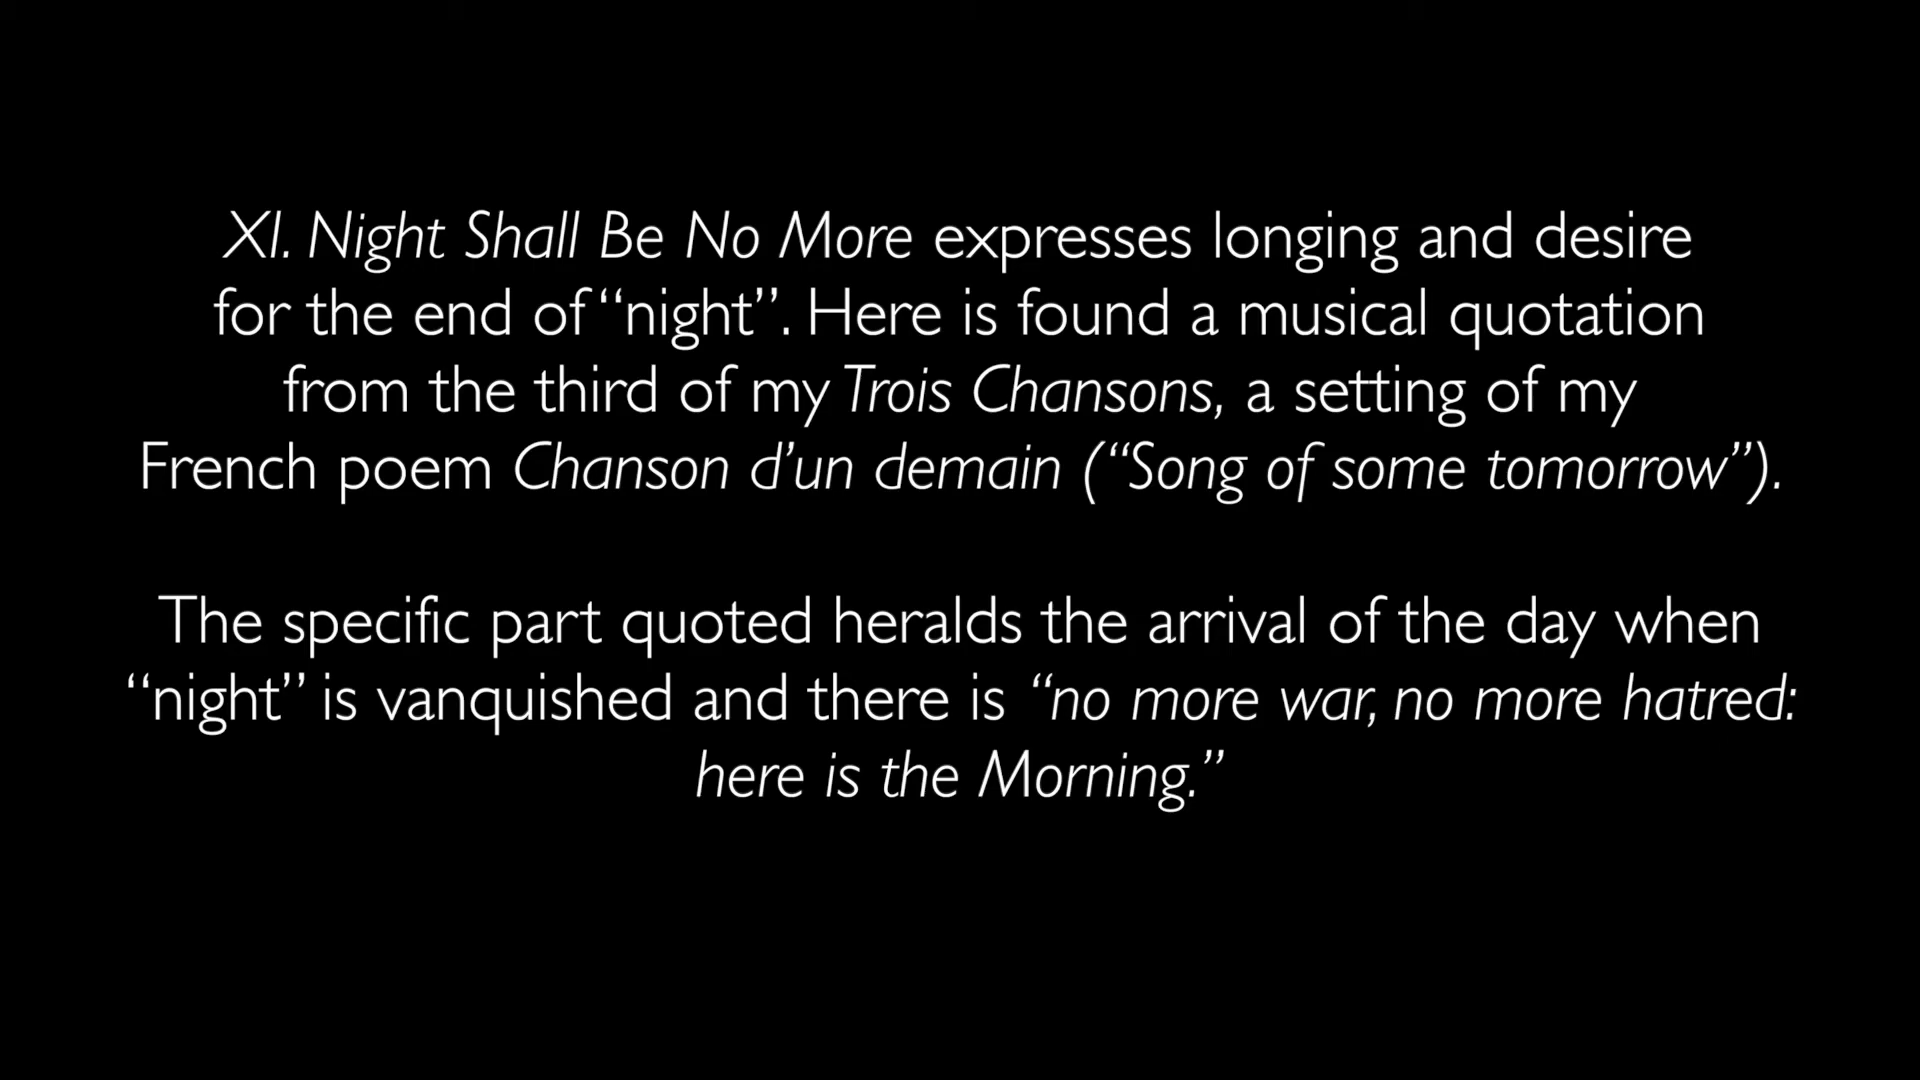 XI. Night Shall Be No More expresses longing and desire
for the end of “night”. Here is found a musical quotation
from the third of my Trois Chansons, a setting of my
French poem Chanson d’un demain (“Song of some tomorrow”).
The specific part quoted heralds the arrival of the day when
“night” is vanquished and there is “no more war, no more hatred:
here is the Morning.”